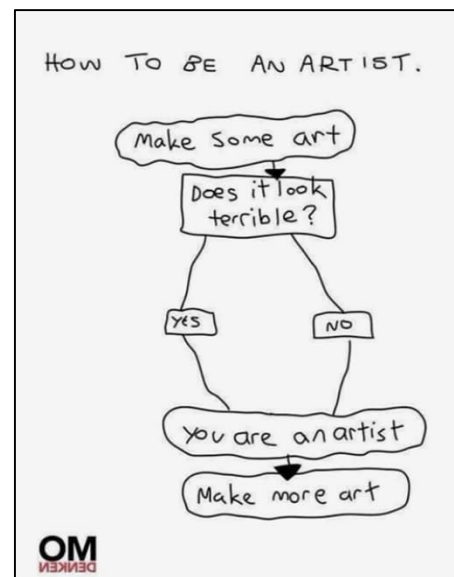 HOW TO BE AN ARTIST.
Make some art
Does it look
terrible?
YES
NO
You are an artist
Make more art
OM
DENKEN